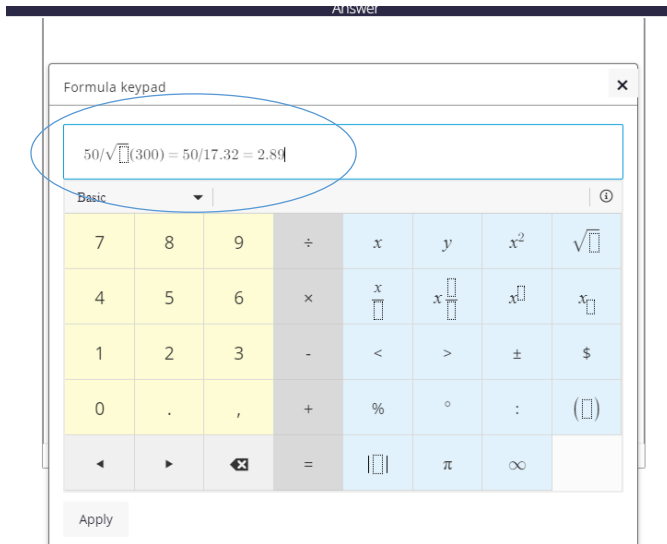 Answer
Formula keypad ×
50/√(300) = 50/17.32 = 2.89
Basic
7 8 9 ÷ x y x² √
4 5 6 × x x x x
1 2 3 - < > ± $
0 . , + % ° : ()
= || π ∞
Apply